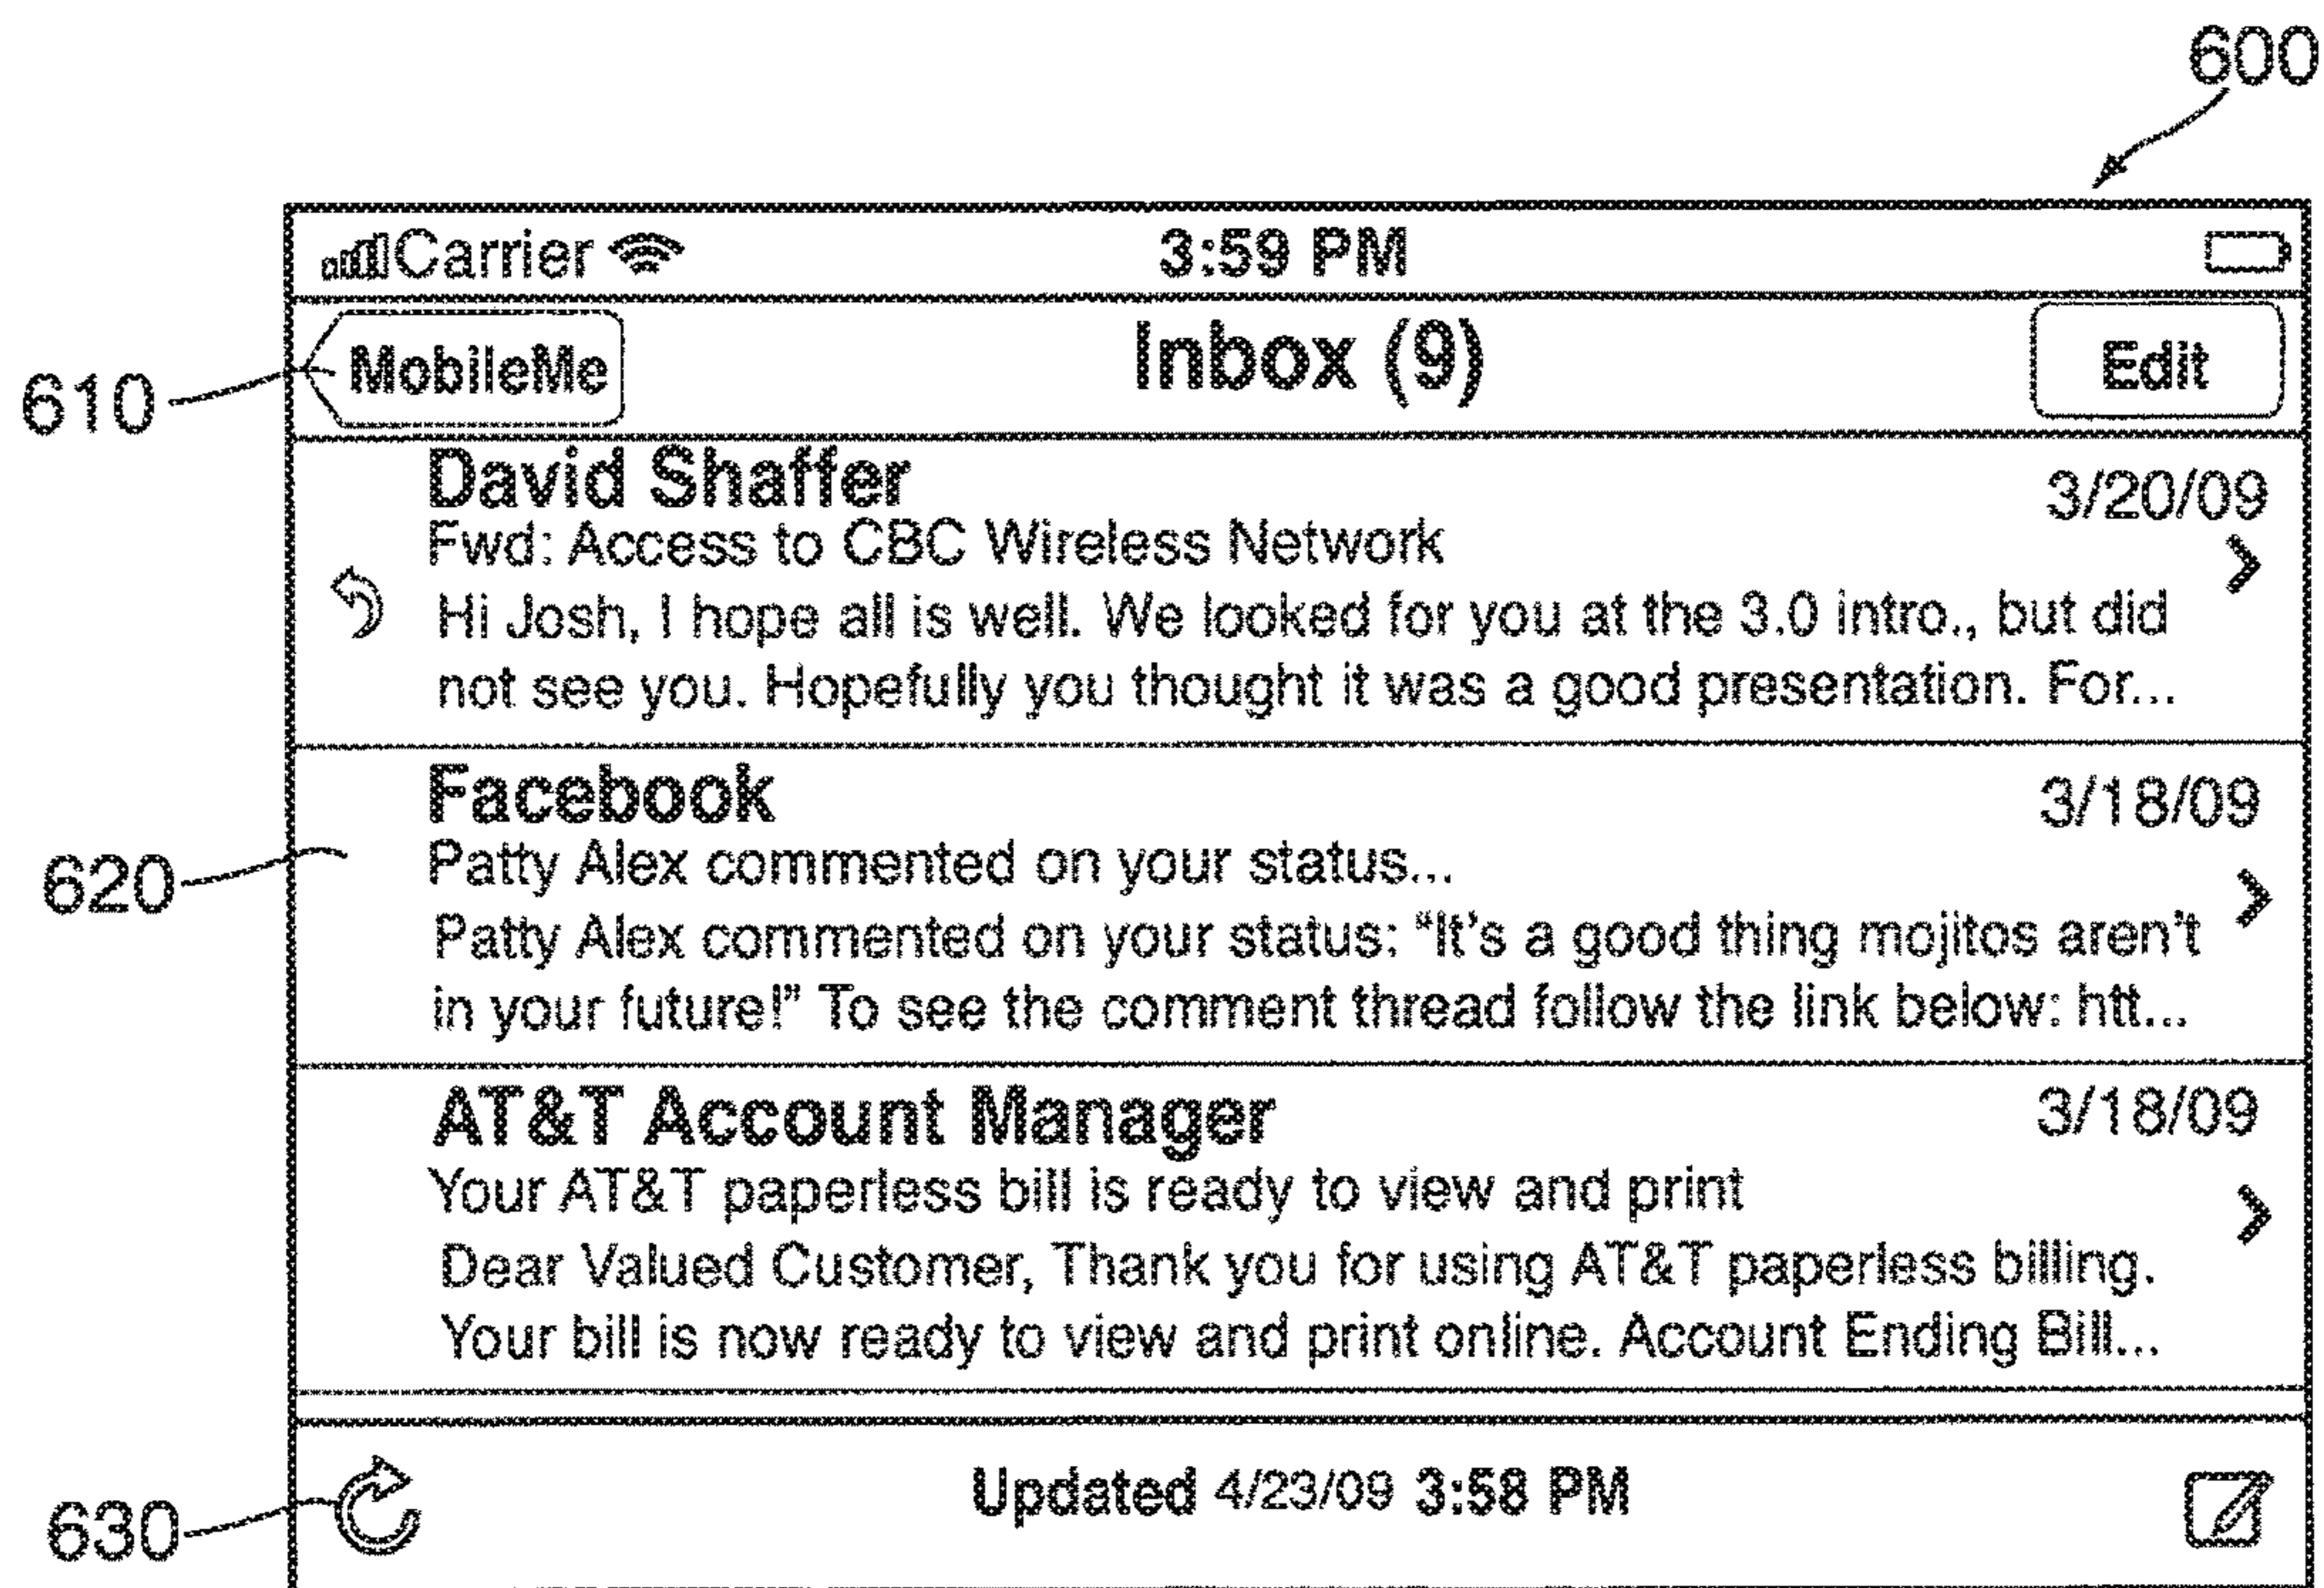 600
Carrier 3:59 PM
610 MobileMe Inbox (9) Edit
David Shaffer 3/20/09
Fwd: Access to CBC Wireless Network
Hi Josh, I hope all is well. We looked for you at the 3.0 intro., but did
not see you. Hopefully you thought it was a good presentation. For...
Facebook 3/18/09
620 Patty Alex commented on your status...
Patty Alex commented on your status: "It's a good thing mojitos aren't
in your future!" To see the comment thread follow the link below: htt...
AT&T Account Manager 3/18/09
Your AT&T paperless bill is ready to view and print
Dear Valued Customer, Thank you for using AT&T paperless billing.
Your bill is now ready to view and print online. Account Ending Bill...
630 Updated 4/23/09 3:58 PM